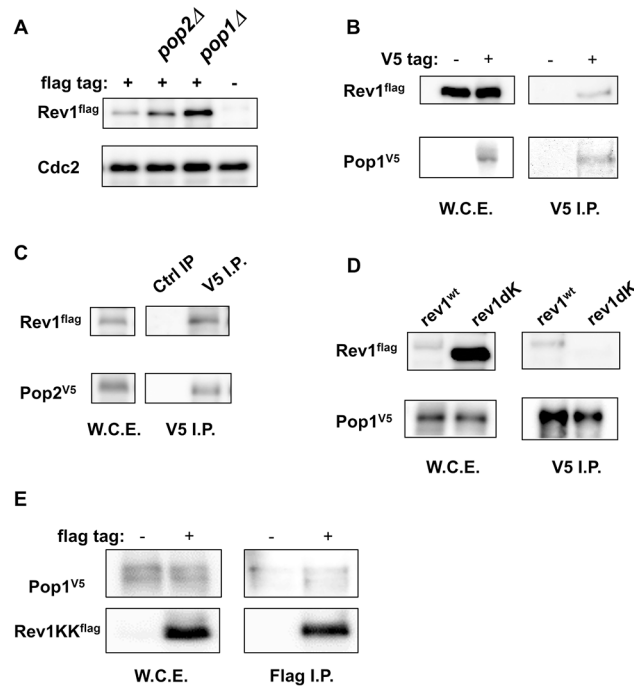 A
pop2Δ pop1Δ
flag tag: + + + -
Rev1flag
Cdc2
B
V5 tag: - + - +
Rev1flag
Pop1V5
W.C.E. V5 I.P.
C
Ctrl IP V5 I.P.
Rev1flag
Pop2V5
W.C.E. V5 I.P.
D
rev1wt rev1dK rev1wt rev1dK
Rev1flag
Pop1V5
W.C.E. V5 I.P.
E
flag tag: - + - +
Pop1V5
Rev1KKflag
W.C.E. Flag I.P.